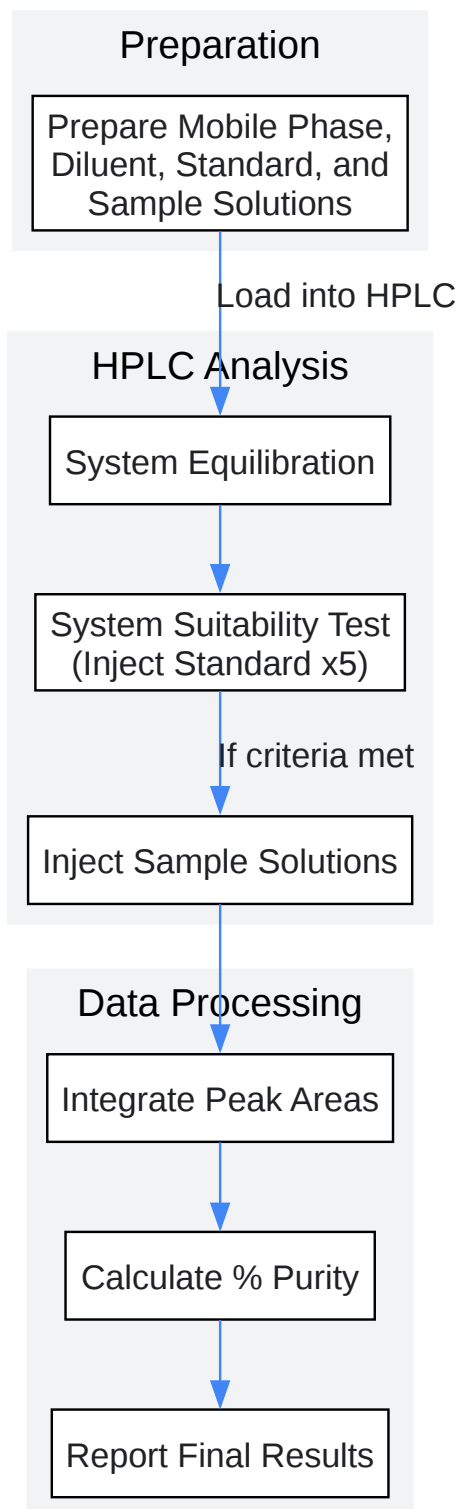 Preparation
Prepare Mobile Phase,
Diluent, Standard, and
Sample Solutions
Load into HPLC
HPLC Analysis
System Equilibration
System Suitability Test
(Inject Standard x5)
If criteria met
Inject Sample Solutions
Data Processing
Integrate Peak Areas
Calculate % Purity
Report Final Results